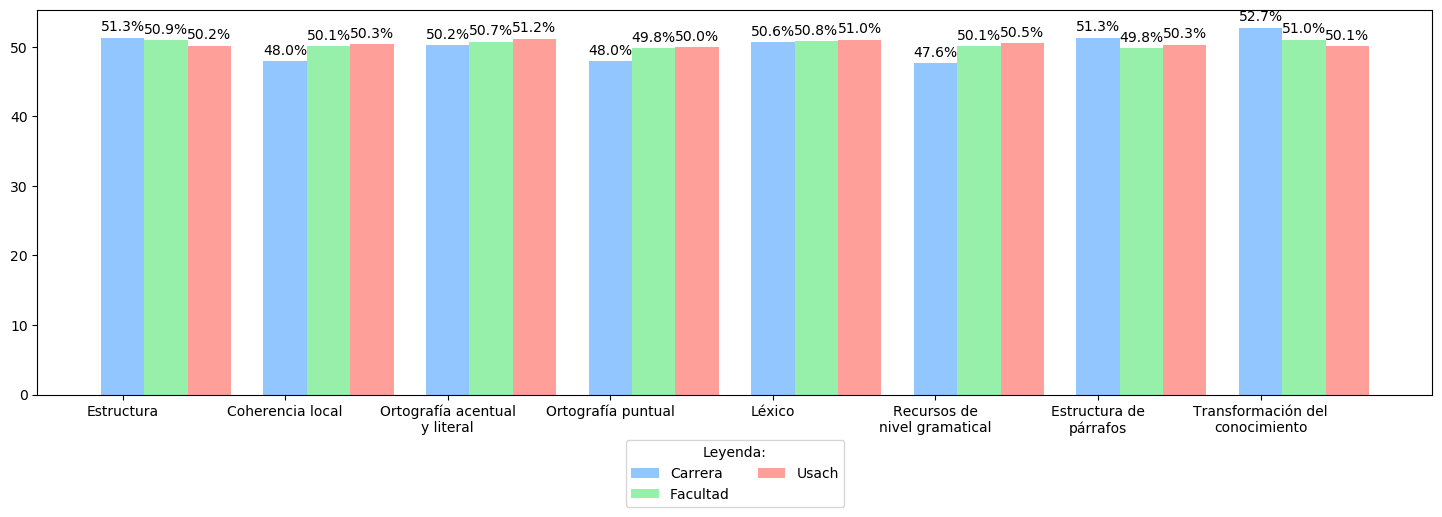 51.3% 50.9% 50.2% 48.0% 50.1% 50.3% 50.2% 50.7% 51.2% 48.0% 49.8% 50.0% 50.6% 50.8% 51.0% 47.6% 50.1% 50.5% 51.3% 49.8% 50.3% 52.7% 51.0% 50.1%
50
40
30
20
10
0
Estructura
Coherencia local
Ortografía acentual
y literal
Ortografía puntual
Léxico
Recursos de
nivel gramatical
Estructura de
párrafos
Transformación del
conocimiento
Leyenda:
Carrera
Facultad
Usach